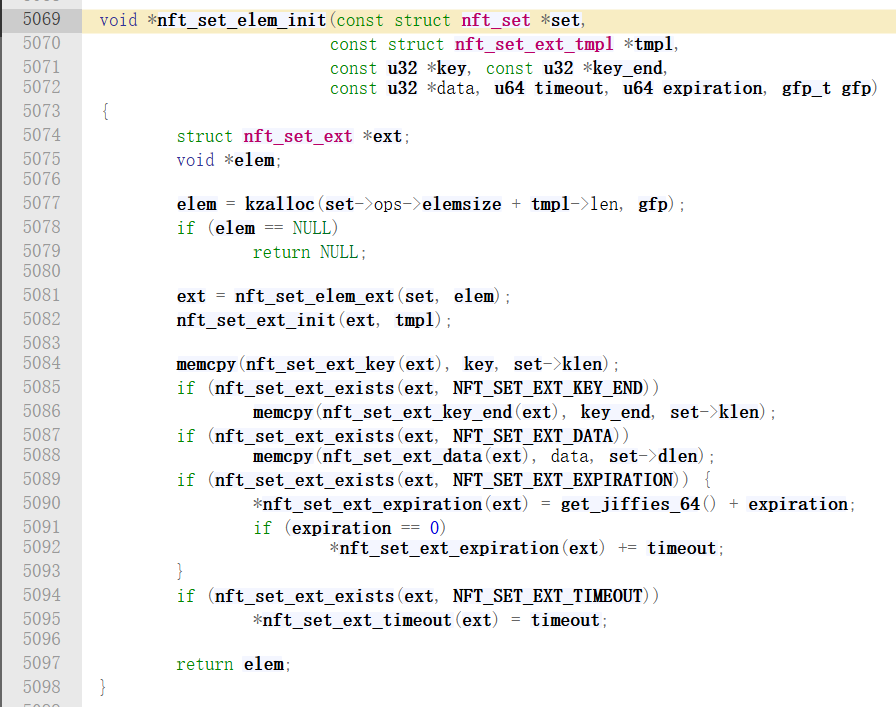 5069 void *nft_set_elem_init(const struct nft_set *set,
5070                         const struct nft_set_ext_tmpl *tmpl,
5071                         const u32 *key, const u32 *key_end,
5072                         const u32 *data, u64 timeout, u64 expiration, gfp_t gfp)
5073 {
5074         struct nft_set_ext *ext;
5075         void *elem;
5076
5077         elem = kzalloc(set->ops->elemsize + tmpl->len, gfp);
5078         if (elem == NULL)
5079                 return NULL;
5080
5081         ext = nft_set_elem_ext(set, elem);
5082         nft_set_ext_init(ext, tmpl);
5083
5084         memcpy(nft_set_ext_key(ext), key, set->klen);
5085         if (nft_set_ext_exists(ext, NFT_SET_EXT_KEY_END))
5086                 memcpy(nft_set_ext_key_end(ext), key_end, set->klen);
5087         if (nft_set_ext_exists(ext, NFT_SET_EXT_DATA))
5088                 memcpy(nft_set_ext_data(ext), data, set->dlen);
5089         if (nft_set_ext_exists(ext, NFT_SET_EXT_EXPIRATION)) {
5090                 *nft_set_ext_expiration(ext) = get_jiffies_64() + expiration;
5091                 if (expiration == 0)
5092                         *nft_set_ext_expiration(ext) += timeout;
5093         }
5094         if (nft_set_ext_exists(ext, NFT_SET_EXT_TIMEOUT))
5095                 *nft_set_ext_timeout(ext) = timeout;
5096
5097         return elem;
5098 }